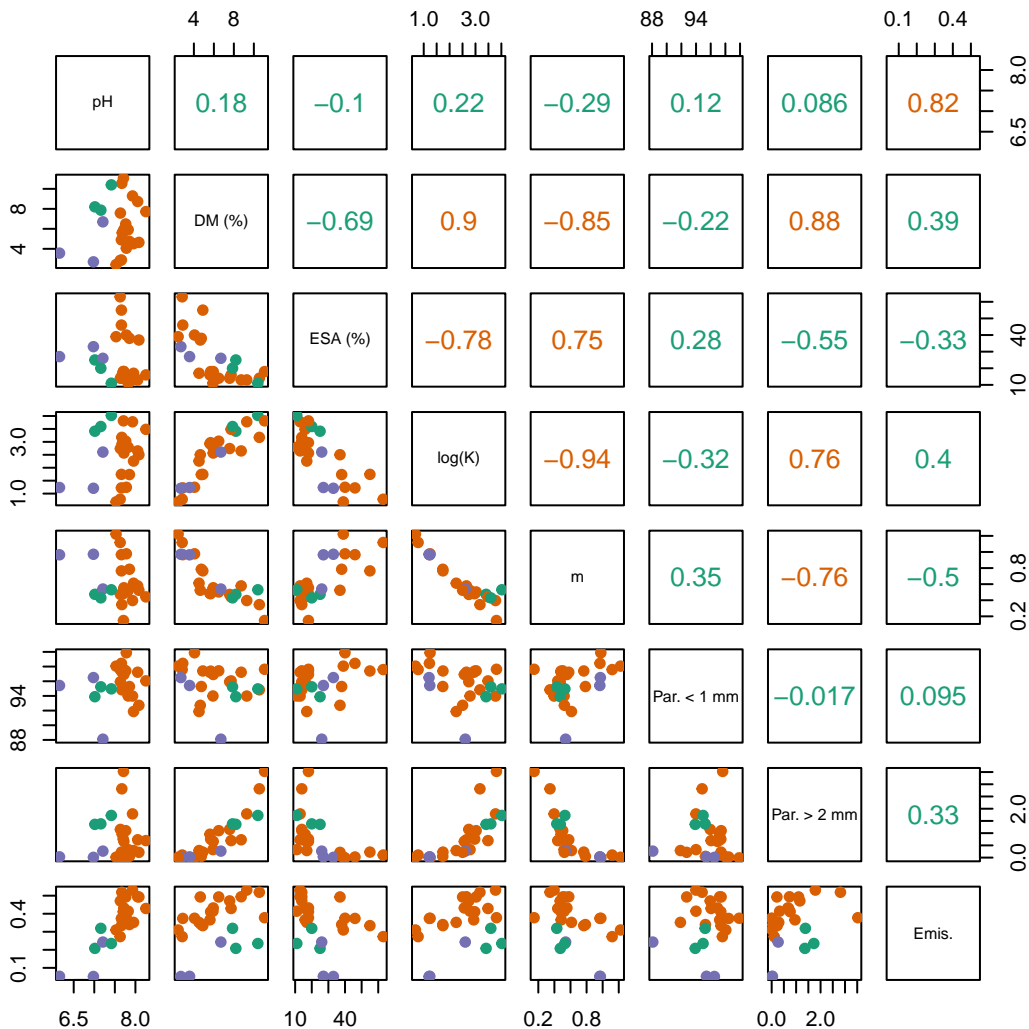 4 8 1.0 3.0 88 94 0.1 0.4
pH 0.18 −0.1 0.22 −0.29 0.12 0.086 0.82 6.5 8.0
4 8 DM (%) −0.69 0.9 −0.85 −0.22 0.88 0.39
ESA (%) −0.78 0.75 0.28 −0.55 −0.33 10 40
1.0 3.0 log(K) −0.94 −0.32 0.76 0.4
m 0.35 −0.76 −0.5 0.2 0.8
88 94 Par. < 1 mm −0.017 0.095
Par. > 2 mm 0.33 0.0 2.0
0.1 0.4 Emis.
6.5 8.0 10 40 0.2 0.8 0.0 2.0